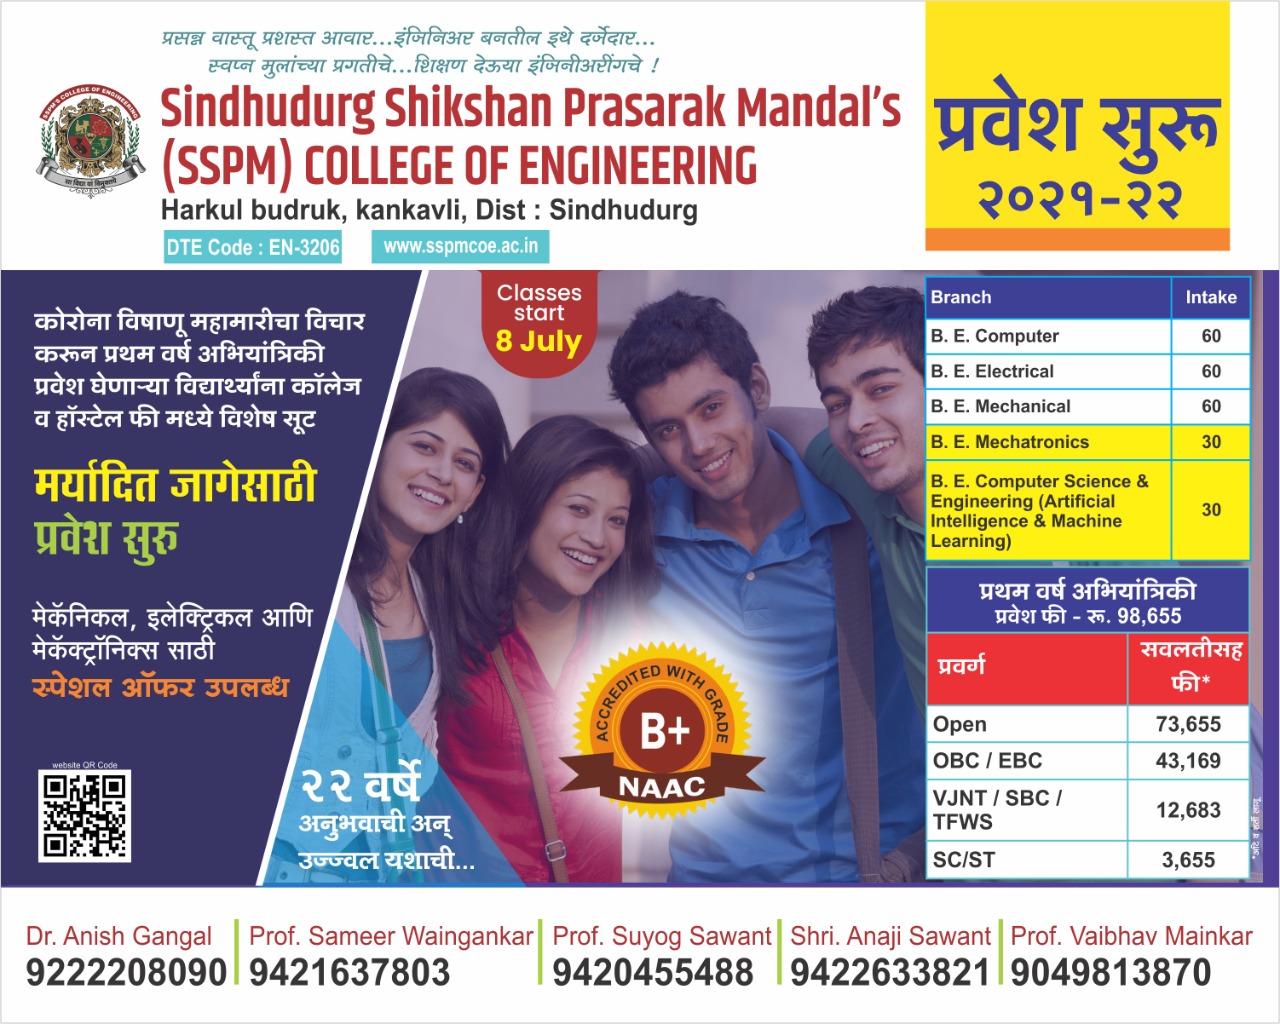 प्रसन्न वास्तू प्रशस्त आवार...इंजिनिअर बनतील इथे दर्जेदार...
स्वप्न मुलांच्या प्रगतीचे...शिक्षण देऊया इंजिनीअरींगचे !
SSPM'S COLLEGE OF ENGINEERING
सा विद्या या विमुक्तये
Sindhudurg Shikshan Prasarak Mandal's
(SSPM) COLLEGE OF ENGINEERING
Harkul budruk, kankavli, Dist : Sindhudurg
DTE Code : EN-3206 www.sspmcoe.ac.in
प्रवेश सुरू
२०२१-२२
कोरोना विषाणू महामारीचा विचार
करून प्रथम वर्ष अभियांत्रिकी
प्रवेश घेणाऱ्या विद्यार्थ्यांना कॉलेज
व हॉस्टेल फी मध्ये विशेष सूट
मर्यादित जागेसाठी
प्रवेश सुरु
मेकॅनिकल, इलेक्ट्रिकल आणि
मेकॅक्ट्रॉनिक्स साठी
स्पेशल ऑफर उपलब्ध
website QR Code
Classes
start
8 July
२२ वर्षे
अनुभवाची अन्
उज्ज्वल यशाची...
ACCREDITED WITH GRADE
B+
NAAC
Branch Intake
B. E. Computer 60
B. E. Electrical 60
B. E. Mechanical 60
B. E. Mechatronics 30
B. E. Computer Science &
Engineering (Artificial
Intelligence & Machine 30
Learning)
प्रथम वर्ष अभियांत्रिकी
प्रवेश फी - रू. 98,655
प्रवर्ग सवलतीसह
फी*
Open 73,655
OBC / EBC 43,169
VJNT / SBC /
TFWS 12,683
SC/ST 3,655
*अटि व शर्ती लागू
Dr. Anish Gangal
9222208090
Prof. Sameer Waingankar
9421637803
Prof. Suyog Sawant
9420455488
Shri. Anaji Sawant
9422633821
Prof. Vaibhav Mainkar
9049813870